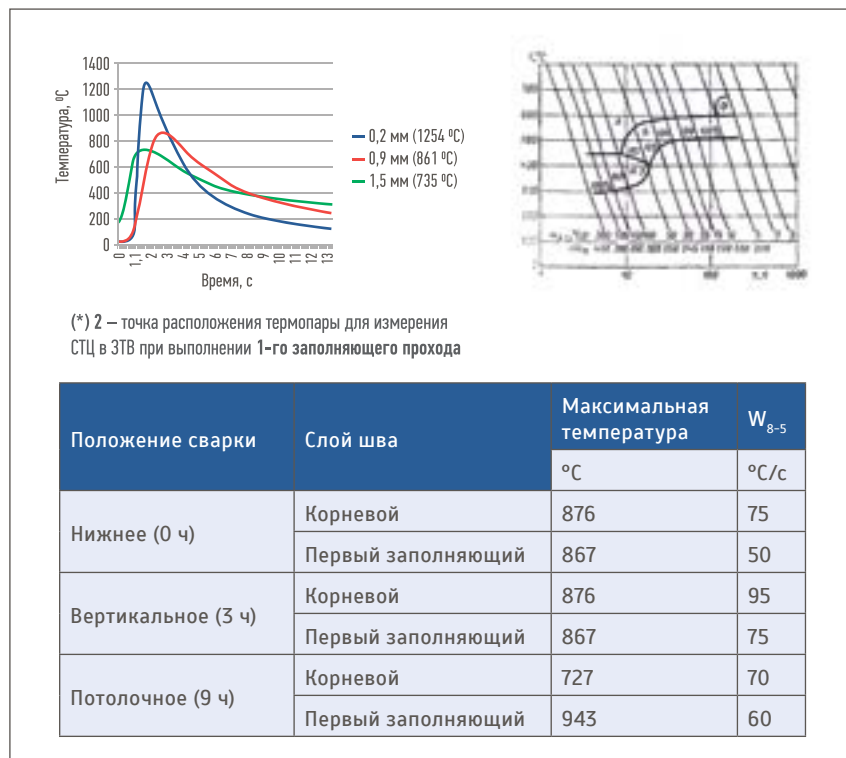 1400
1200
1000
800
600
400
200
0
Температура, ⁰С
0
1,1
2
3
4
5
6
7
8
9
10
11
12
13
Время, с
0,2 мм (1254 ⁰С)
0,9 мм (861 ⁰С)
1,5 мм (735 ⁰С)
(*) 2 – точка расположения термопары для измерения
СТЦ в ЗТВ при выполнении 1-го заполняющего прохода
Положение сварки Слой шва Максимальная температура W8-5
°С °С/с
Нижнее (0 ч) Корневой 876 75
Первый заполняющий 867 50
Вертикальное (3 ч) Корневой 876 95
Первый заполняющий 867 75
Потолочное (9 ч) Корневой 727 70
Первый заполняющий 943 60